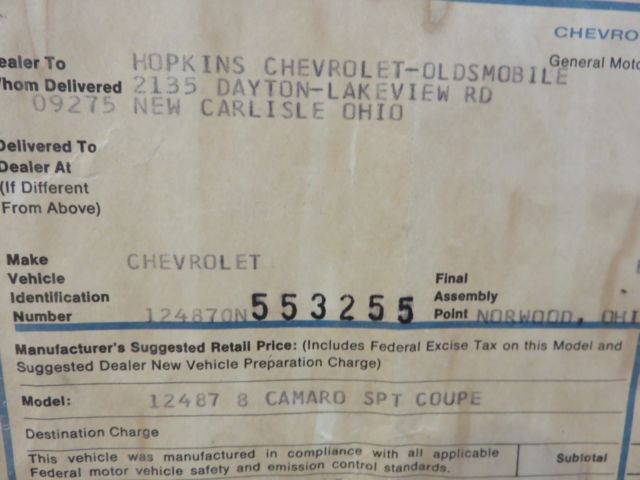 CHEVRO
General Moto
ealer To HOPKINS CHEVROLET-OLDSMOBILE
Whom Delivered 2135 DAYTON-LAKEVIEW RD
09275 NEW CARLISLE OHIO
Delivered To
Dealer At
(If Different
From Above)
Make CHEVROLET
Vehicle
Identification
Number 124870N553255
Final
Assembly
Point NORWOOD, OHI
Manufacturer's Suggested Retail Price: (Includes Federal Excise Tax on this Model and
Suggested Dealer New Vehicle Preparation Charge)
Model: 12487 8 CAMARO SPT COUPE
Destination Charge
This vehicle was manufactured in compliance with all applicable
Federal motor vehicle safety and emission control standards.
Subtotal